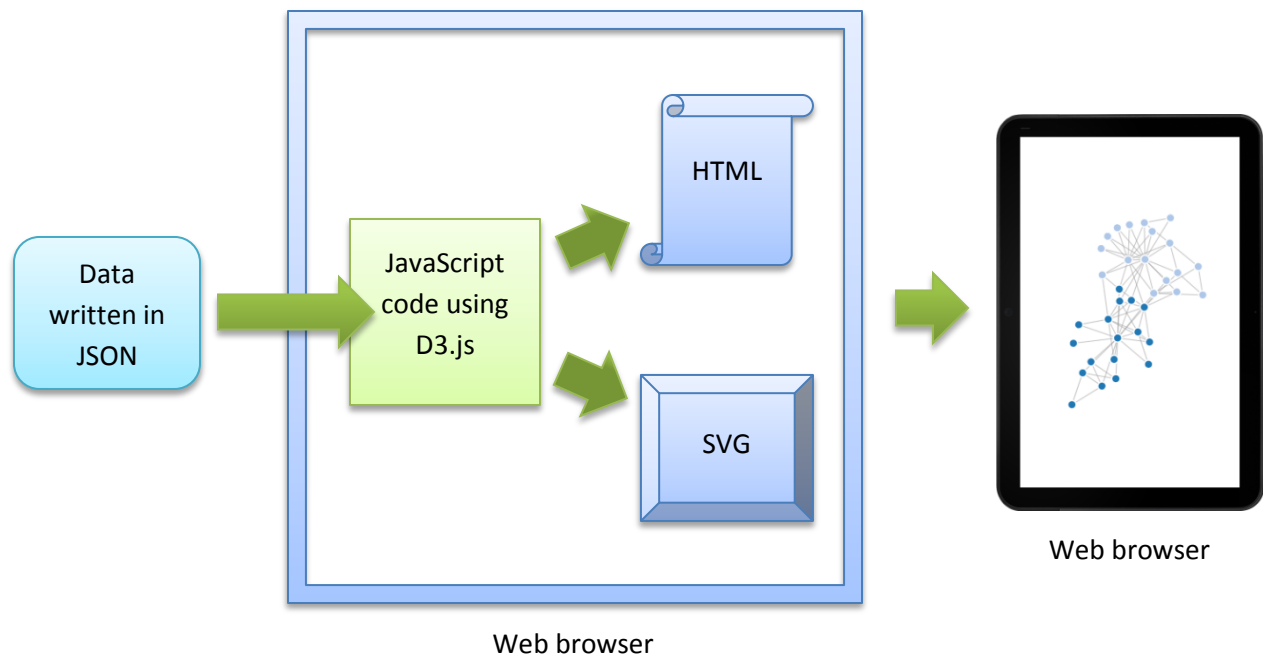 Data
written in
JSON
JavaScript
code using
D3.js
HTML
SVG
Web browser
Web browser